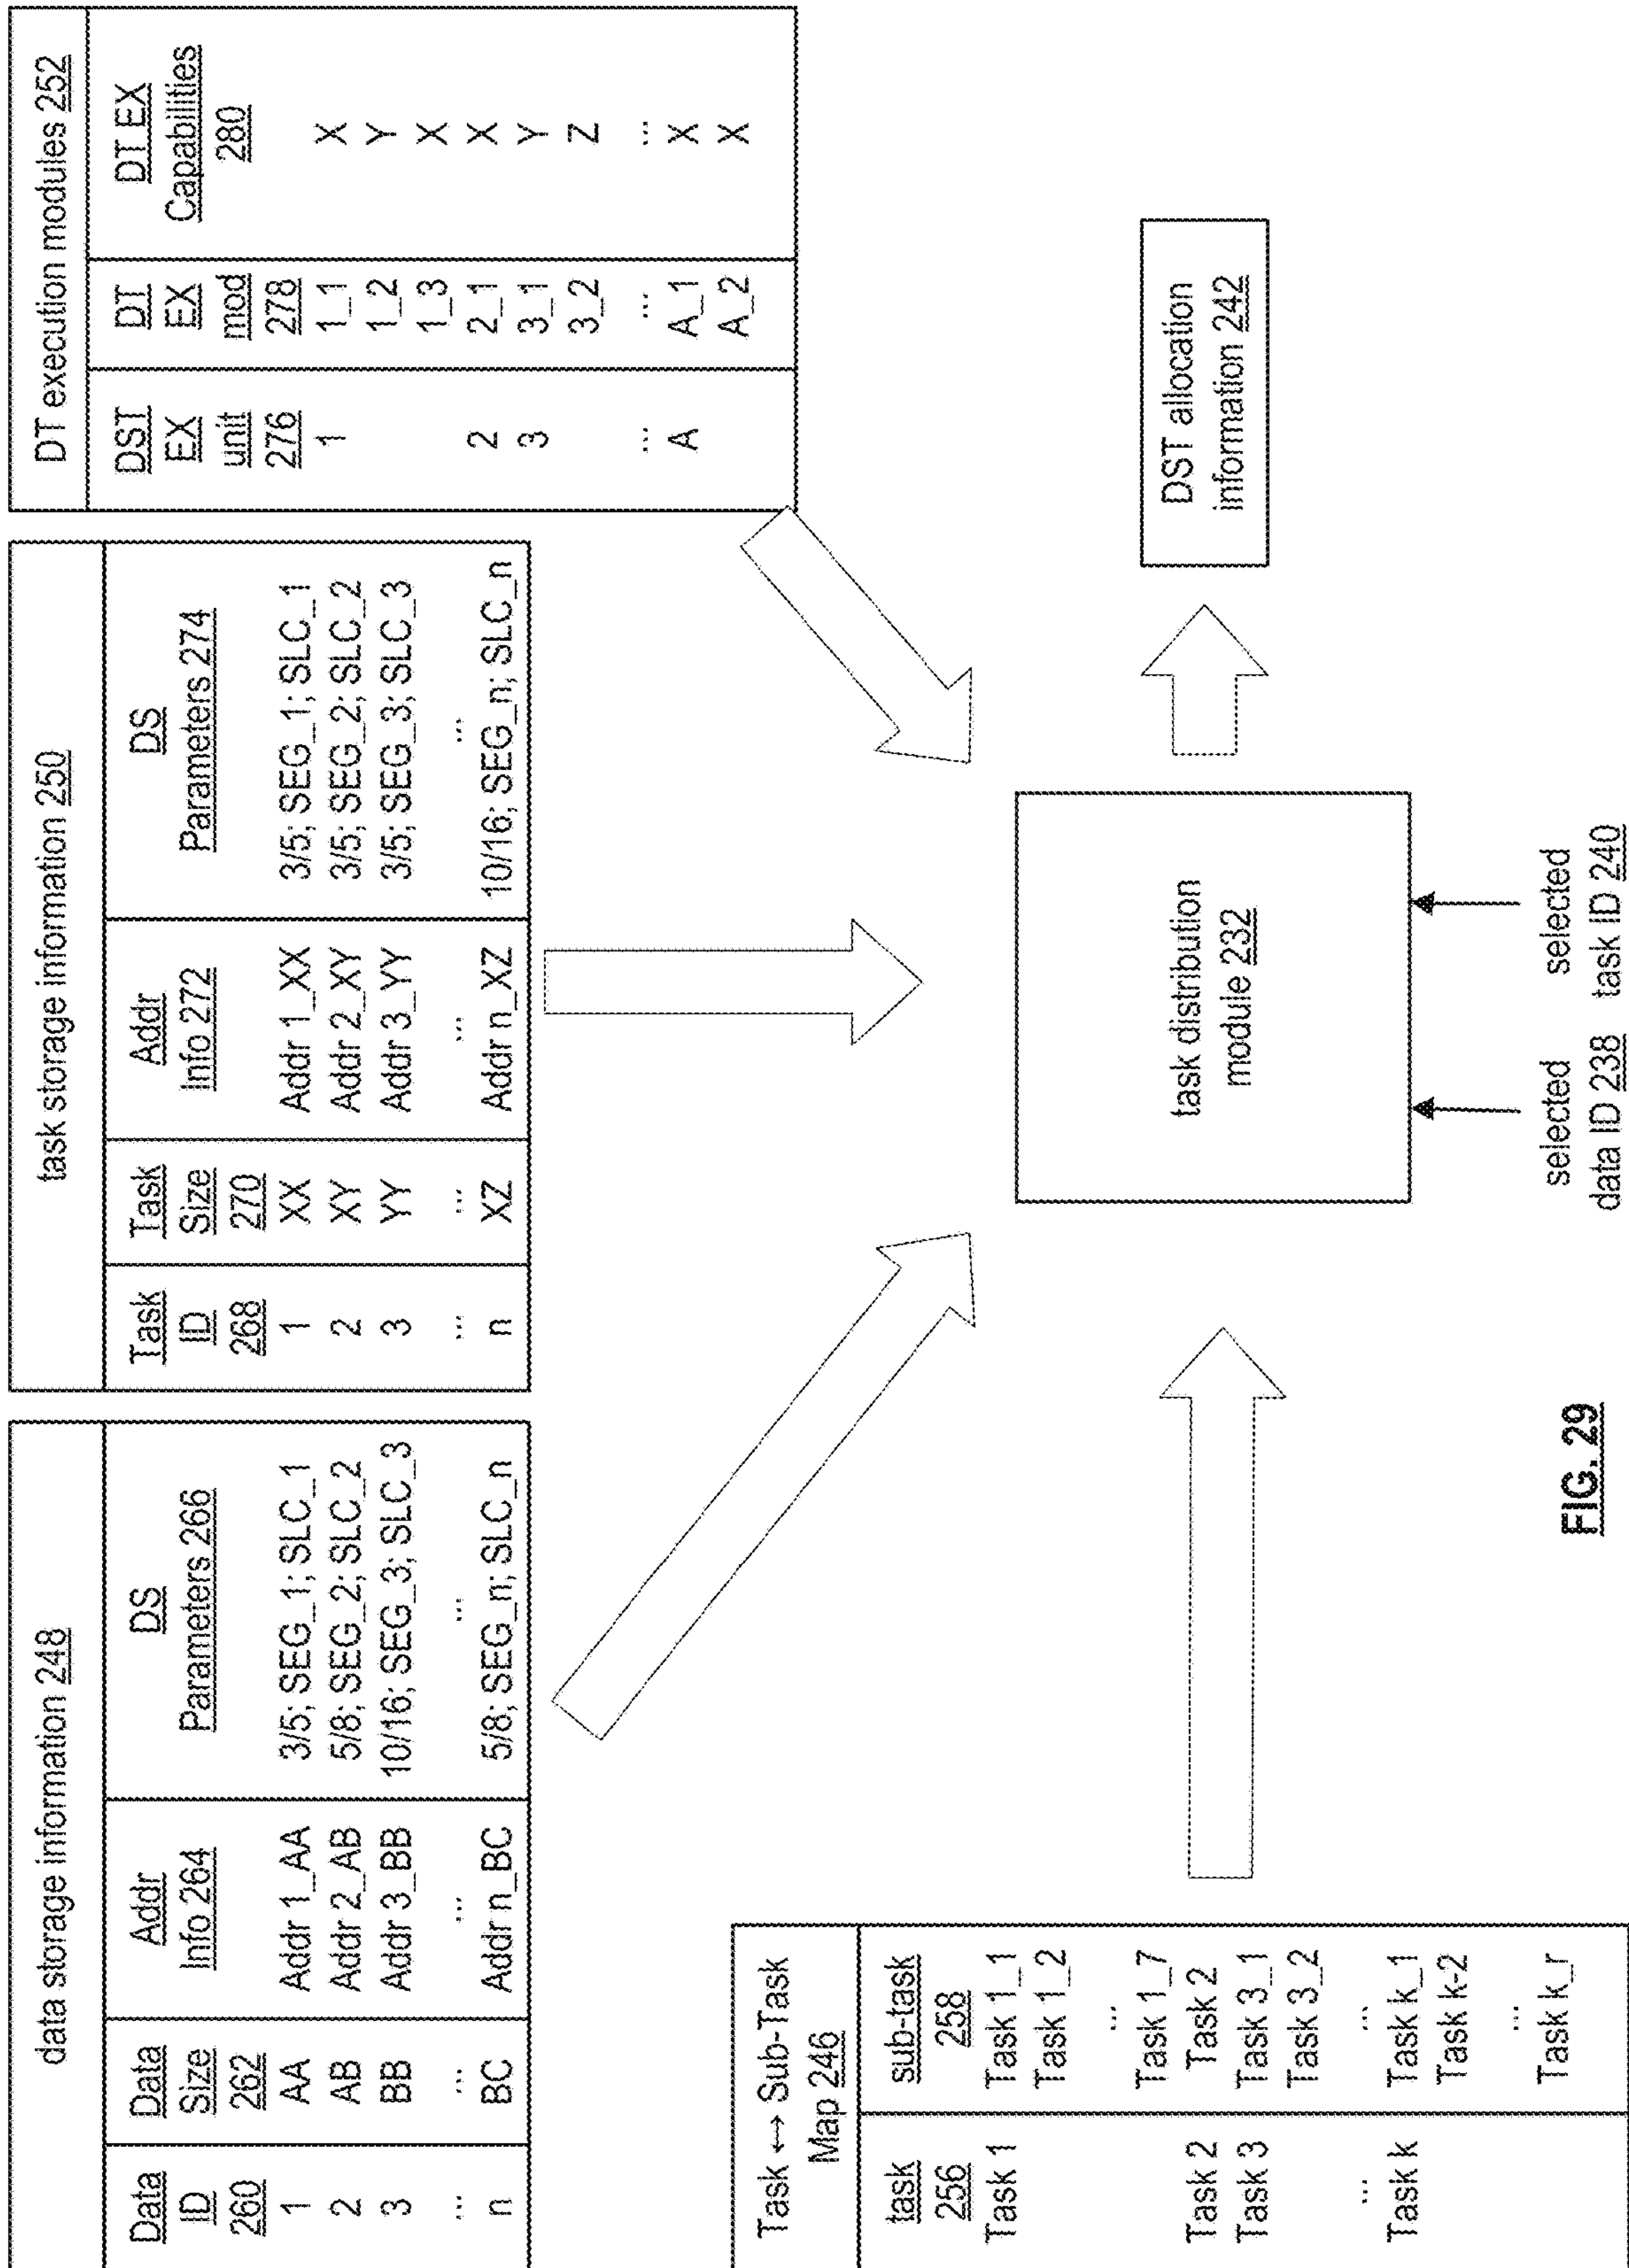 data storage information 248
Data ID 260 Data Size 262 Addr Info 264 DS Parameters 266
1 AA Addr 1_AA 3/5; SEG_1; SLC_1
2 AB Addr 2_AB 5/8; SEG_2; SLC_2
3 BB Addr 3_BB 10/16; SEG_3; SLC_3
... ... ... ...
n BC Addr n_BC 5/8; SEG_n; SLC_n
task storage information 250
Task ID 268 Task Size 270 Addr Info 272 DS Parameters 274
1 XX Addr 1_XX 3/5; SEG_1; SLC_1
2 XY Addr 2_XY 3/5; SEG_2; SLC_2
3 YY Addr 3_YY 3/5; SEG_3; SLC_3
... ... ... ...
n XZ Addr n_XZ 10/16; SEG_n; SLC_n
DT execution modules 252
DST EX unit 276 DT EX mod 278 DT EX Capabilities 280
1 1_1 X
1_2 Y
1_3 X
2 2_1 X
3 3_1 Y
3_2 Z
... ... ...
A A_1 X
A_2 X
Task ↔ Sub-Task
Map 246
task 256 sub-task 258
Task 1 Task 1_1
Task 1_2
...
Task 1_7
Task 2 Task 2
Task 3 Task 3_1
Task 3_2
... ...
Task k Task k_1
Task k-2
...
Task k_r
task distribution
module 232
DST allocation
information 242
selected
data ID 238
selected
task ID 240
FIG. 29